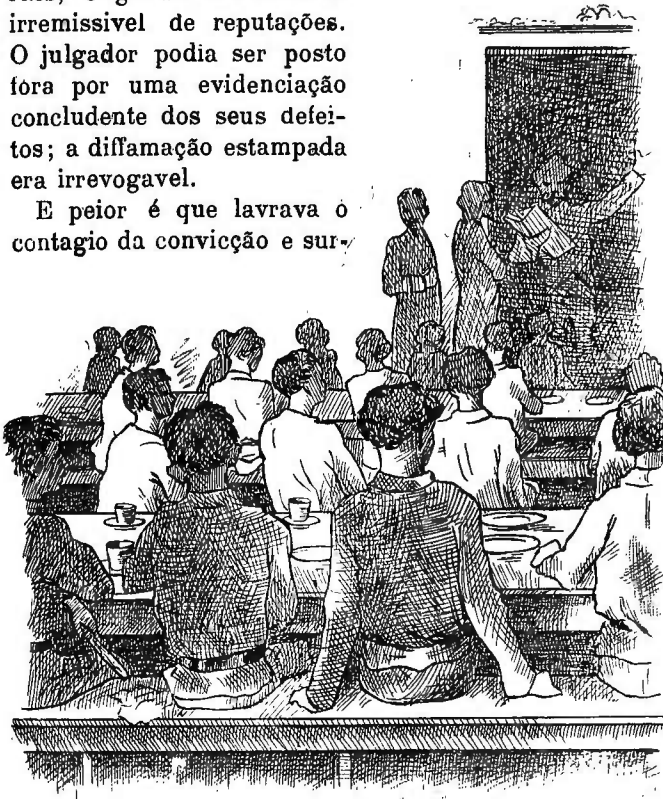 irremissivel de reputações.
O julgador podia ser posto
fóra por uma evidenciação
concludente dos seus defei-
tos; a diffamação estampada
era irrevogavel.
E peior é que lavrava o
contagio da convicção e sur-